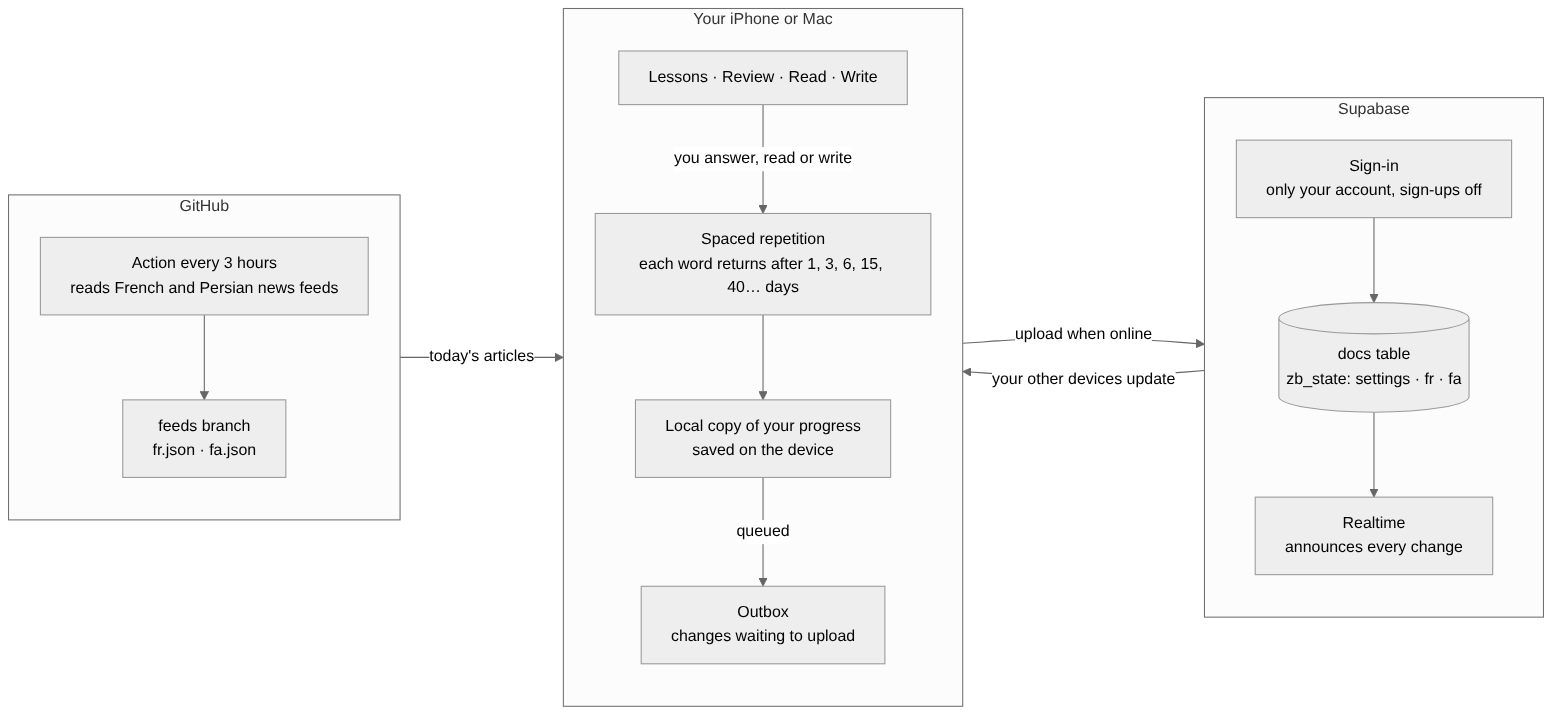 GitHub
Action every 3 hours
reads French and Persian news feeds
feeds branch
fr.json · fa.json
today's articles
Your iPhone or Mac
Lessons · Review · Read · Write
you answer, read or write
Spaced repetition
each word returns after 1, 3, 6, 15,
40… days
Local copy of your progress
saved on the device
queued
Outbox
changes waiting to upload
upload when online
your other devices update
Supabase
Sign-in
only your account, sign-ups off
docs table
zb_state: settings · fr · fa
Realtime
announces every change